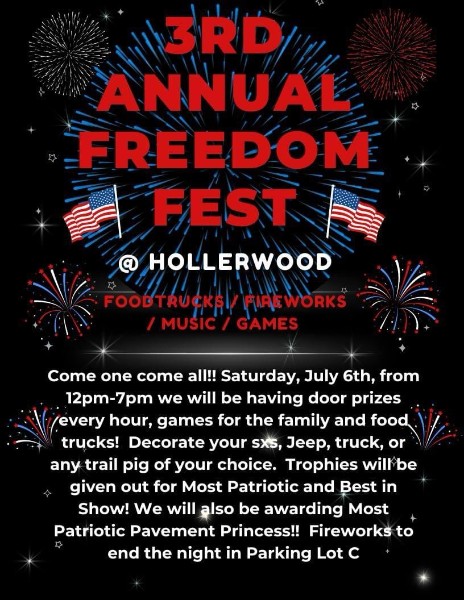 3RD
ANNUAL
FREEDOM
FEST
@ HOLLERWOOD
FOODTRUCKS / FIREWORKS
/ MUSIC / GAMES
Come one come all!! Saturday, July 6th, from
12pm-7pm we will be having door prizes
every hour, games for the family and food
trucks! Decorate your sxs, Jeep, truck, or
any trail pig of your choice. Trophies will be
given out for Most Patriotic and Best in
Show! We will also be awarding Most
Patriotic Pavement Princess!! Fireworks to
end the night in Parking Lot C